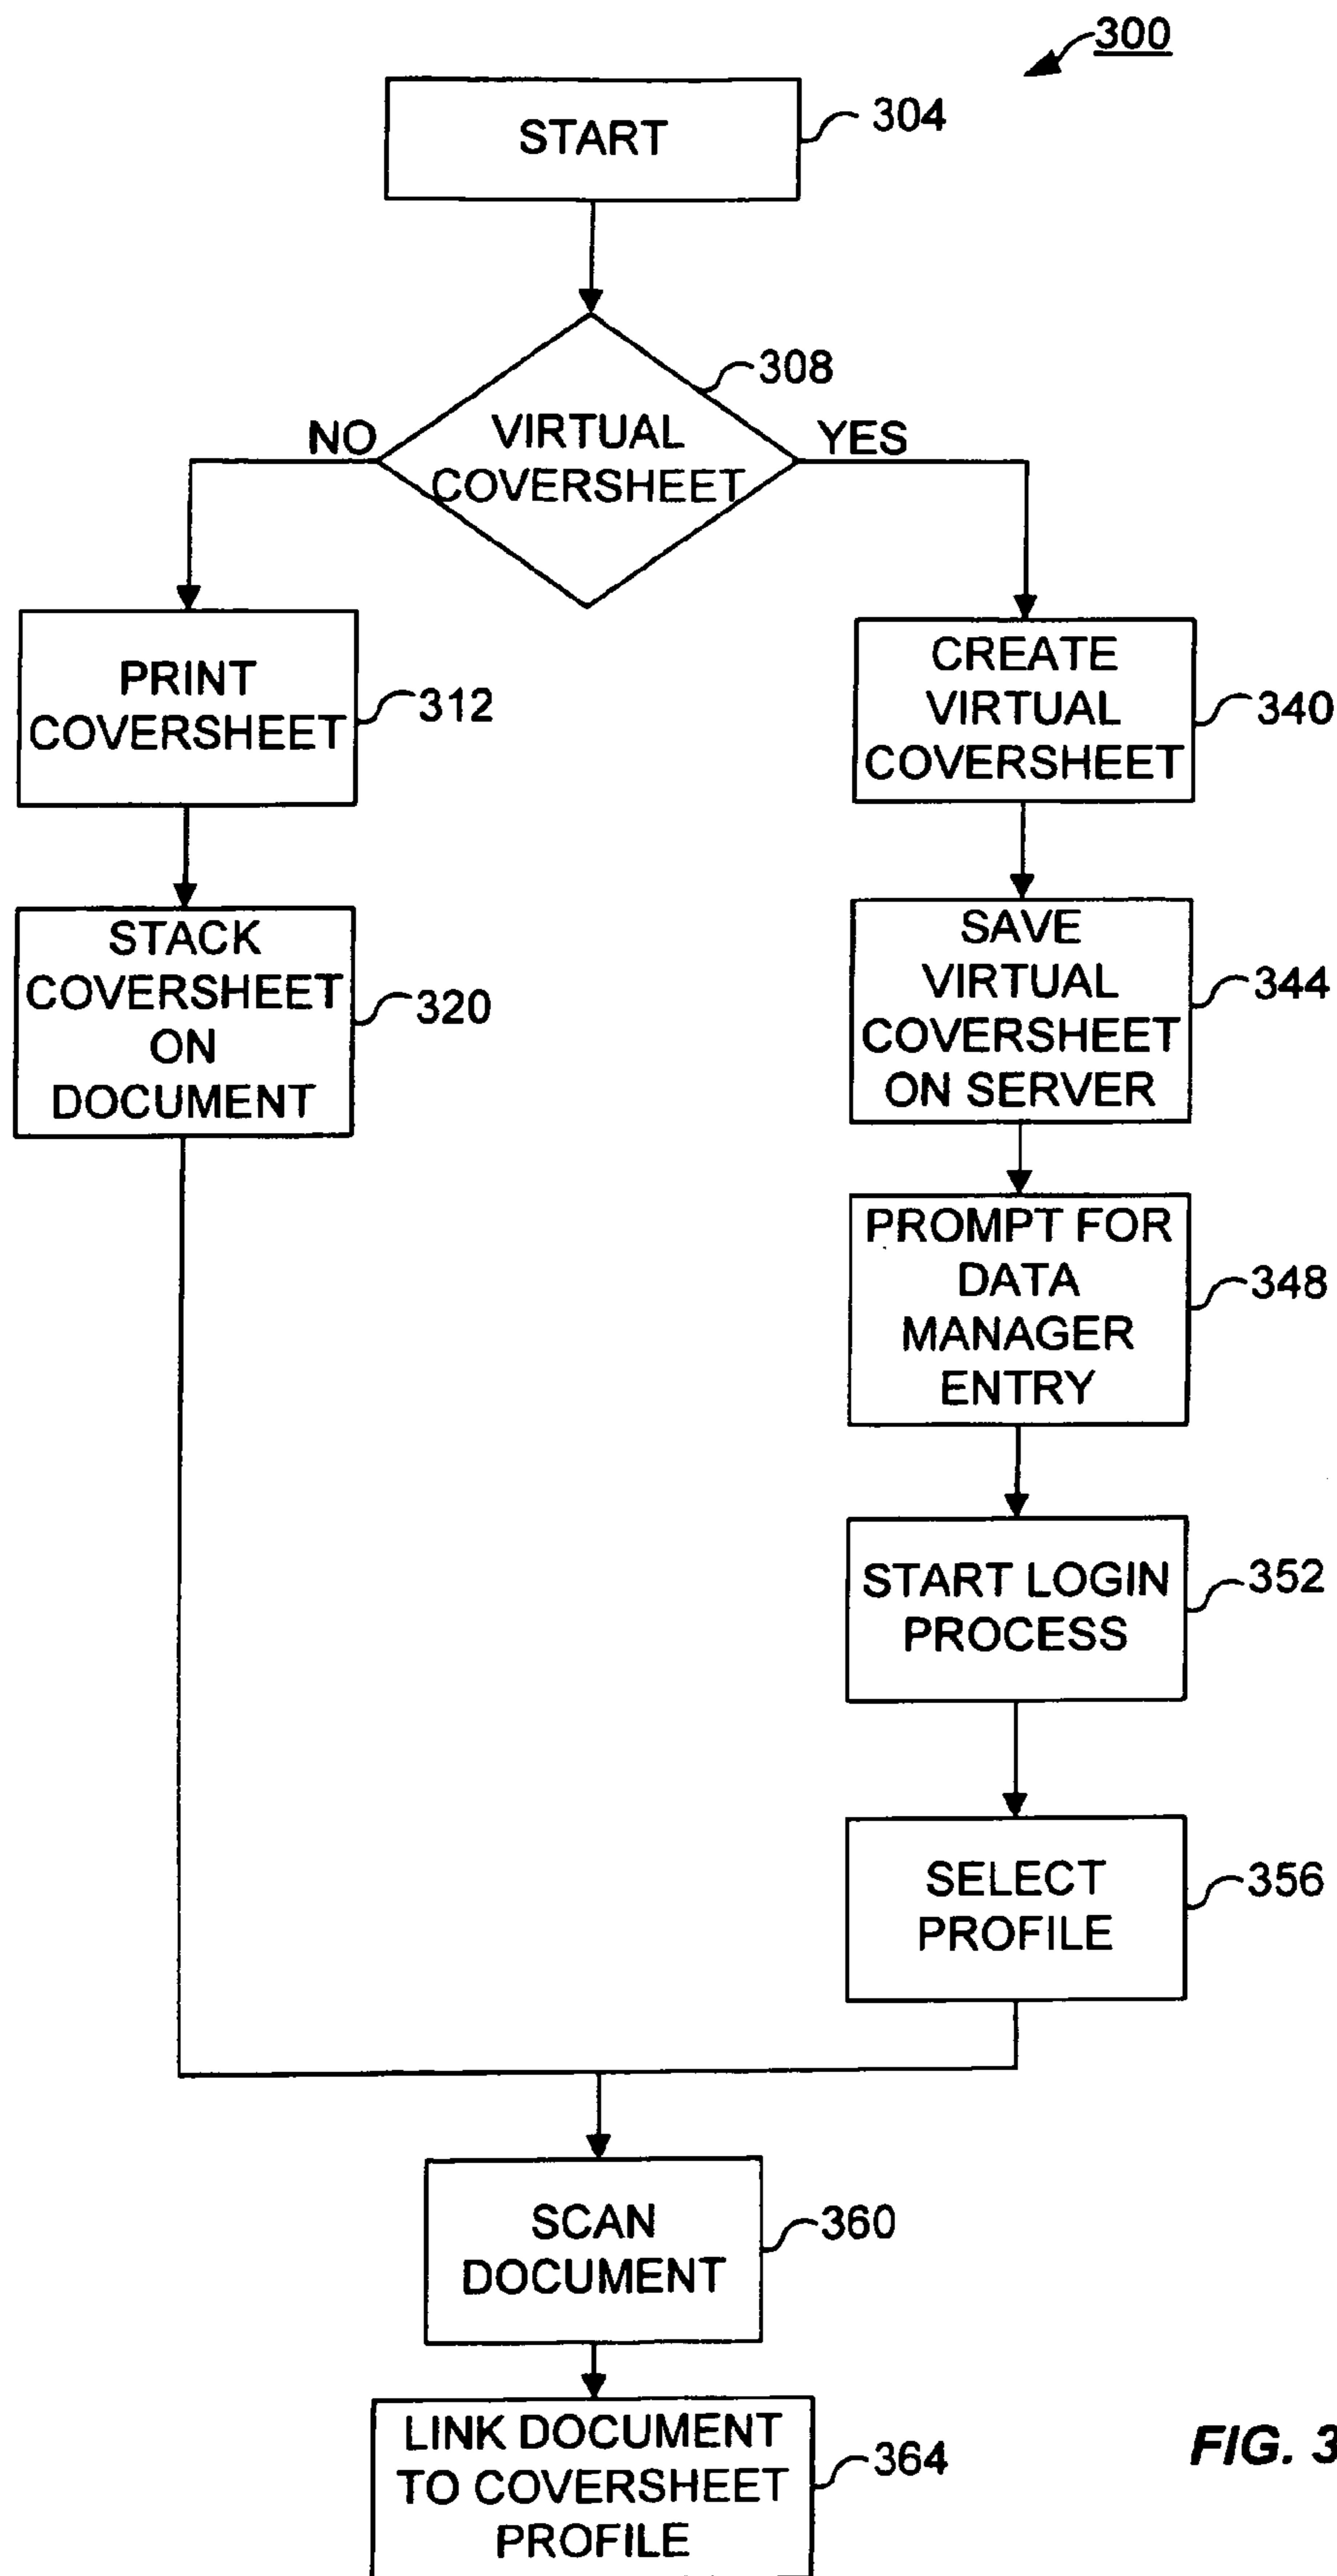 300
START
304
308
NO
VIRTUAL
COVERSHEET
YES
PRINT
COVERSHEET
312
CREATE
VIRTUAL
COVERSHEET
340
STACK
COVERSHEET
ON
DOCUMENT
320
SAVE
VIRTUAL
COVERSHEET
ON SERVER
344
PROMPT FOR
DATA
MANAGER
ENTRY
348
START LOGIN
PROCESS
352
SELECT
PROFILE
356
SCAN
DOCUMENT
360
LINK DOCUMENT
TO COVERSHEET
PROFILE
364
FIG. 3